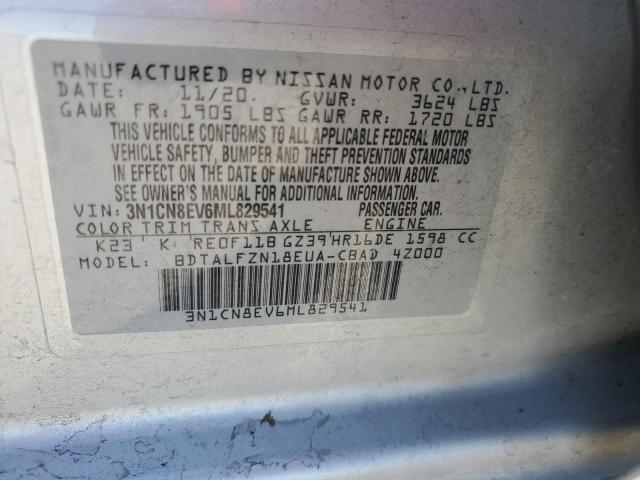 MANUFACTURED BY NISSAN MOTOR CO., LTD.
DATE: 11/20. GVWR: 3624 LBS
GAWR FR: 1905 LBS GAWR RR: 1720 LBS
THIS VEHICLE CONFORMS TO ALL APPLICABLE FEDERAL MOTOR
VEHICLE SAFETY, BUMPER AND THEFT PREVENTION STANDARDS
IN EFFECT ON THE DATE OF MANUFACTURE SHOWN ABOVE.
SEE OWNER'S MANUAL FOR ADDITIONAL INFORMATION.
VIN: 3N1CN8EV6ML829541 PASSENGER CAR.
COLOR TRIM TRANS AXLE ENGINE
K23 K RE0F11B GZ39 HR16DE 1598 CC
MODEL: BDTALFZN18EUA-CBAD 4Z000
3N1CN8EV6ML829541